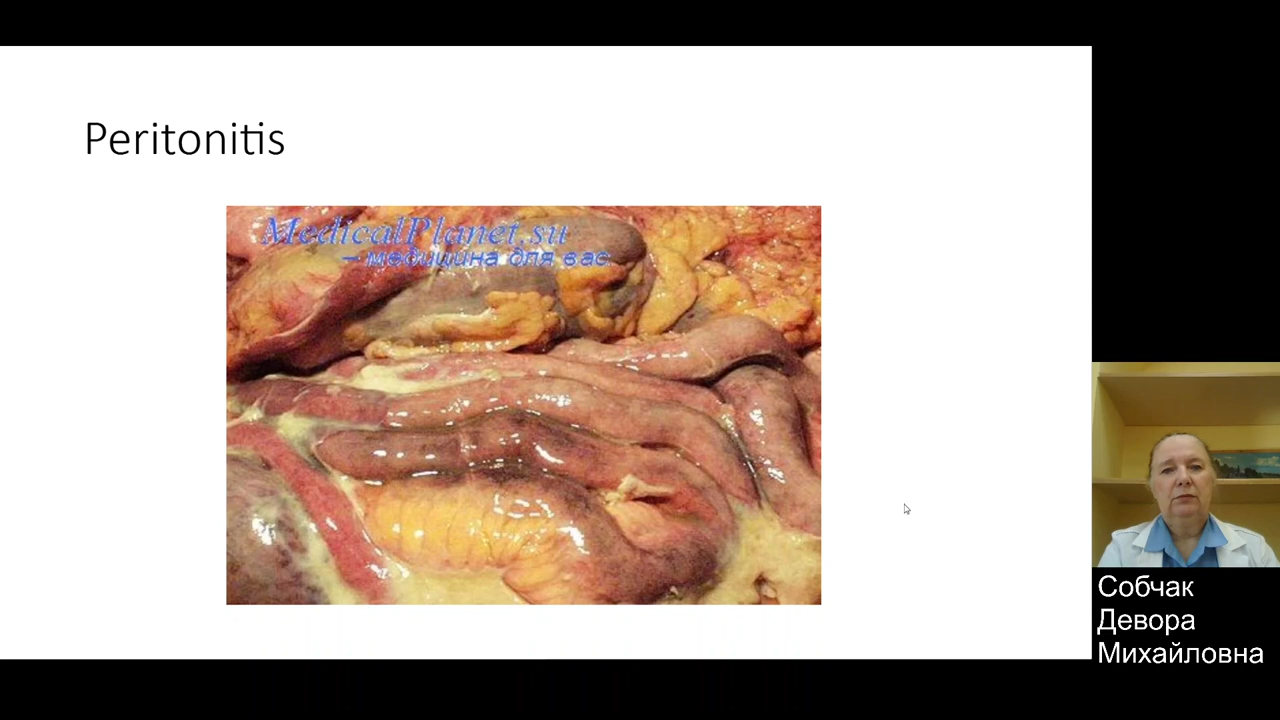 Peritonitis
MedicalPlanet.su
– медицина для вас
Собчак
Девора
Михайловна